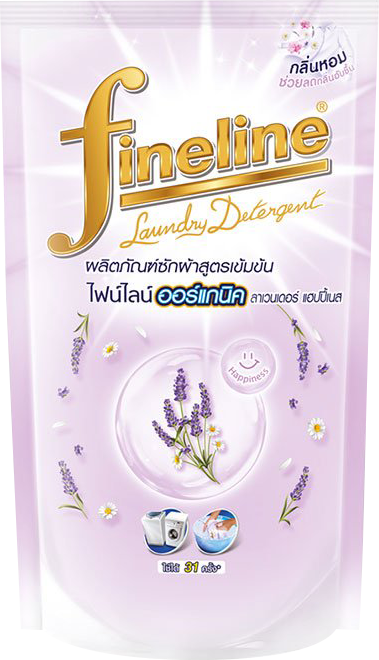 กลิ่นหอม
ช่วยลดกลิ่นอับชื้น
fineline®
Laundry Detergent
ผลิตภัณฑ์ซักผ้าสูตรเข้มข้น
ไฟน์ไลน์ ออร์แกนิค ลาเวนเดอร์ แฮปปี้เนส
Happiness
ใช้ได้ 31 ครั้ง*